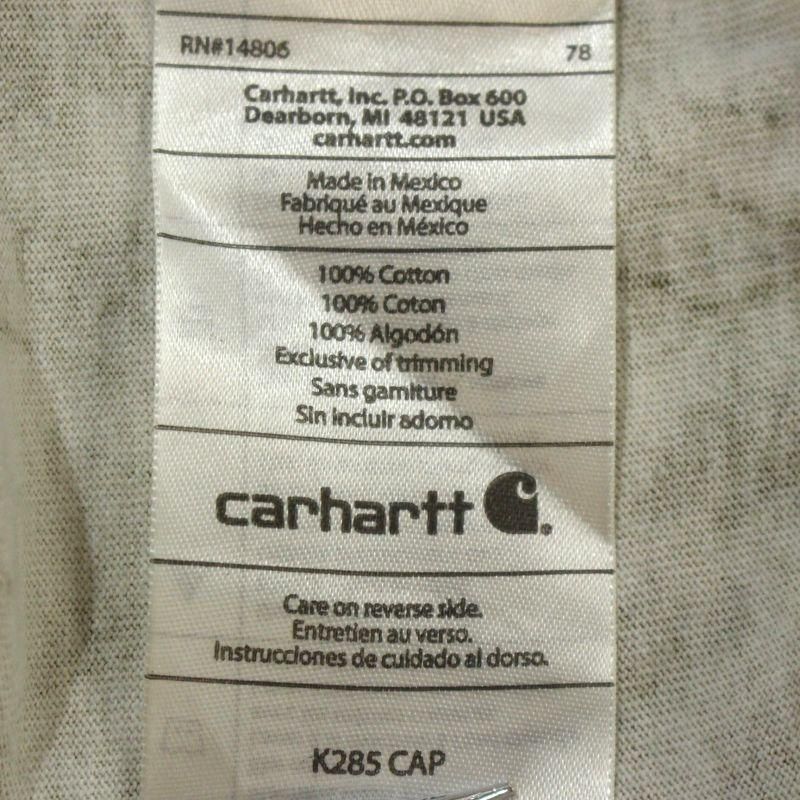 RN#14806 78
Carhartt, Inc. P.O. Box 600
Dearborn, MI 48121 USA
carhartt.com
Made in Mexico
Fabriqué au Mexique
Hecho en México
100% Cotton
100% Coton
100% Algodón
Exclusive of trimming
Sans garniture
Sin incluir adorno
carhartt
Care on reverse side.
Entretien au verso.
Instrucciones de cuidado al dorso.
K285 CAP